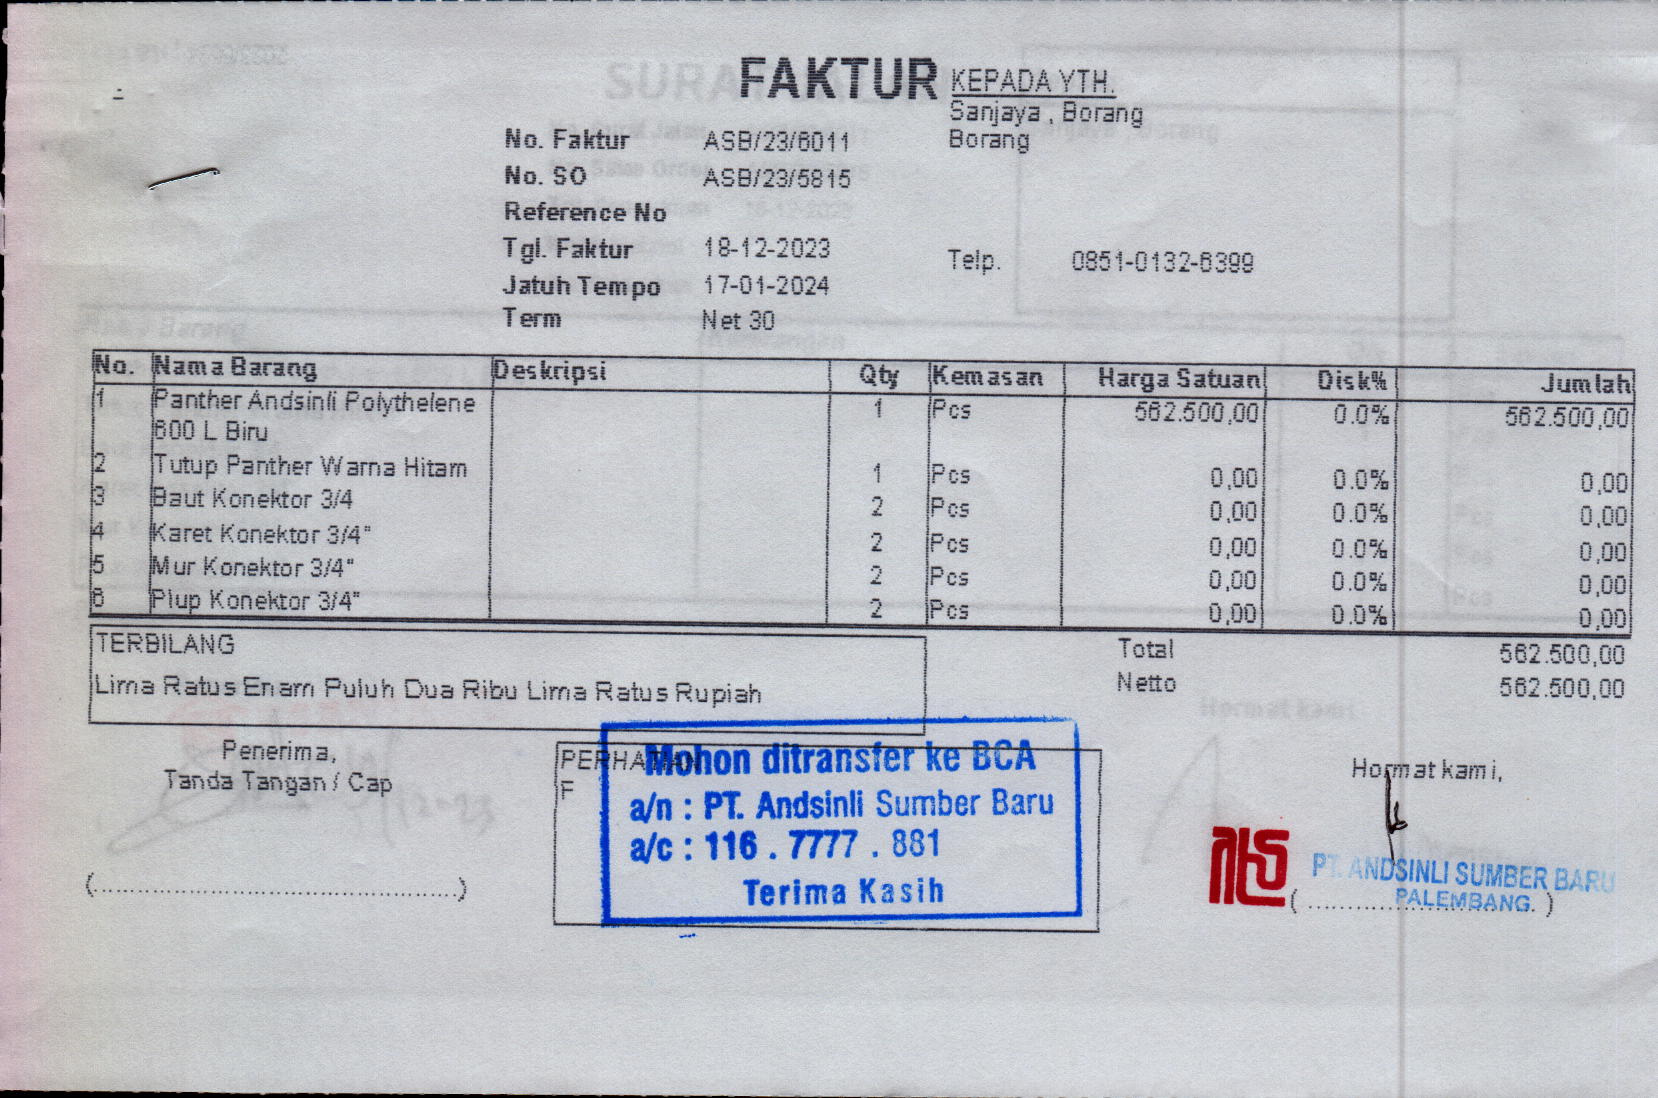 FAKTUR
KEPADA YTH.
Sanjaya , Borang
Borang
No. Faktur ASB/23/6011
No. SO ASB/23/5815
Reference No
Tgl. Faktur 18-12-2023
Telp. 0851-0132-6399
Jatuh Tempo 17-01-2024
Term Net 30
No. Nama Barang Deskripsi Qty Kemasan Harga Satuan Disk% Jumlah
1 Panther Andsinli Polythelene 1 Pcs 562.500,00 0.0% 562.500,00
600 L Biru
2 Tutup Panther Warna Hitam 1 Pcs 0,00 0.0% 0,00
3 Baut Konektor 3/4 2 Pcs 0,00 0.0% 0,00
4 Karet Konektor 3/4" 2 Pcs 0,00 0.0% 0,00
5 Mur Konektor 3/4" 2 Pcs 0,00 0.0% 0,00
6 Plup Konektor 3/4" 2 Pcs 0,00 0.0% 0,00
TERBILANG
Lima Ratus Enam Puluh Dua Ribu Lima Ratus Rupiah
Total 562.500,00
Netto 562.500,00
Penerima,
Tanda Tangan / Cap
PERHATIAN
F
Mohon ditransfer ke BCA
a/n : PT. Andsinli Sumber Baru
a/c : 116 . 7777 . 881
Terima Kasih
Hormat kami,
PT. ANDSINLI SUMBER BARU
PALEMBANG.